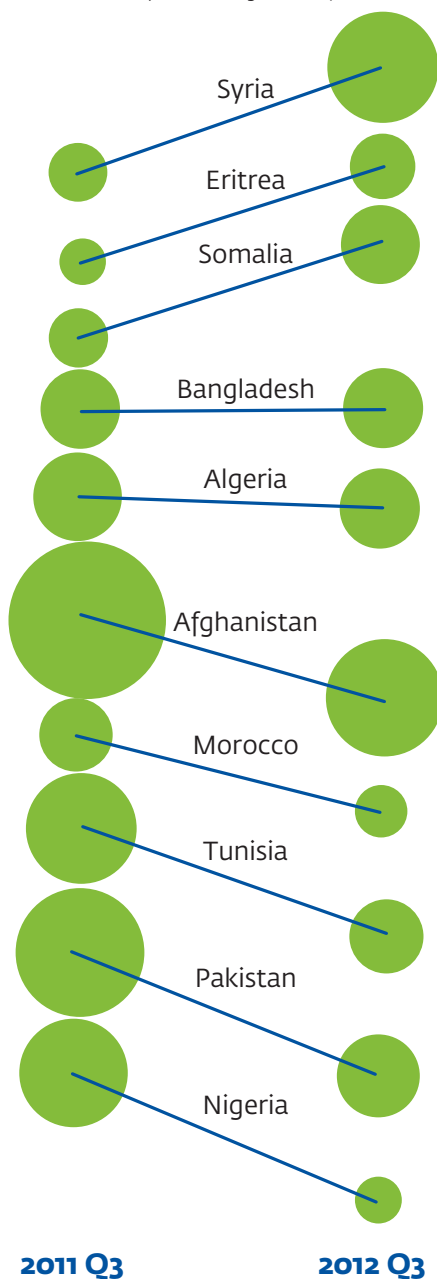 Syria
Eritrea
Somalia
Bangladesh
Algeria
Afghanistan
Morocco
Tunisia
Pakistan
Nigeria
2011 Q3 2012 Q3